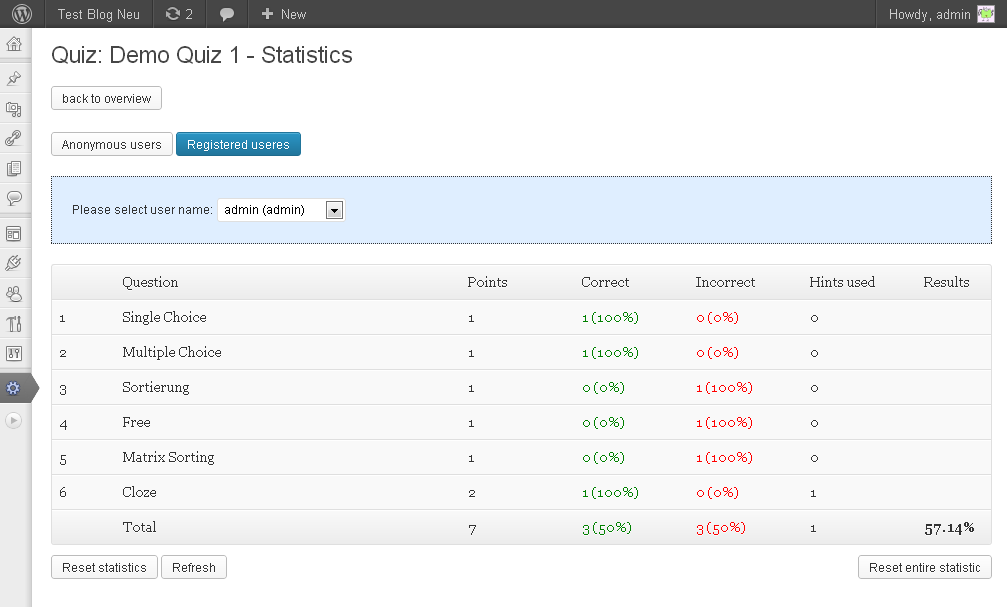 Test Blog Neu 2 + New Howdy, admin
Quiz: Demo Quiz 1 - Statistics
back to overview
Anonymous users Registered useres
Please select user name: admin (admin)
Question Points Correct Incorrect Hints used Results
1 Single Choice 1 1 (100%) 0 (0%) 0
2 Multiple Choice 1 1 (100%) 0 (0%) 0
3 Sortierung 1 0 (0%) 1 (100%) 0
4 Free 1 0 (0%) 1 (100%) 0
5 Matrix Sorting 1 0 (0%) 1 (100%) 0
6 Cloze 2 1 (100%) 0 (0%) 1
Total 7 3 (50%) 3 (50%) 1 57.14%
Reset statistics Refresh Reset entire statistic